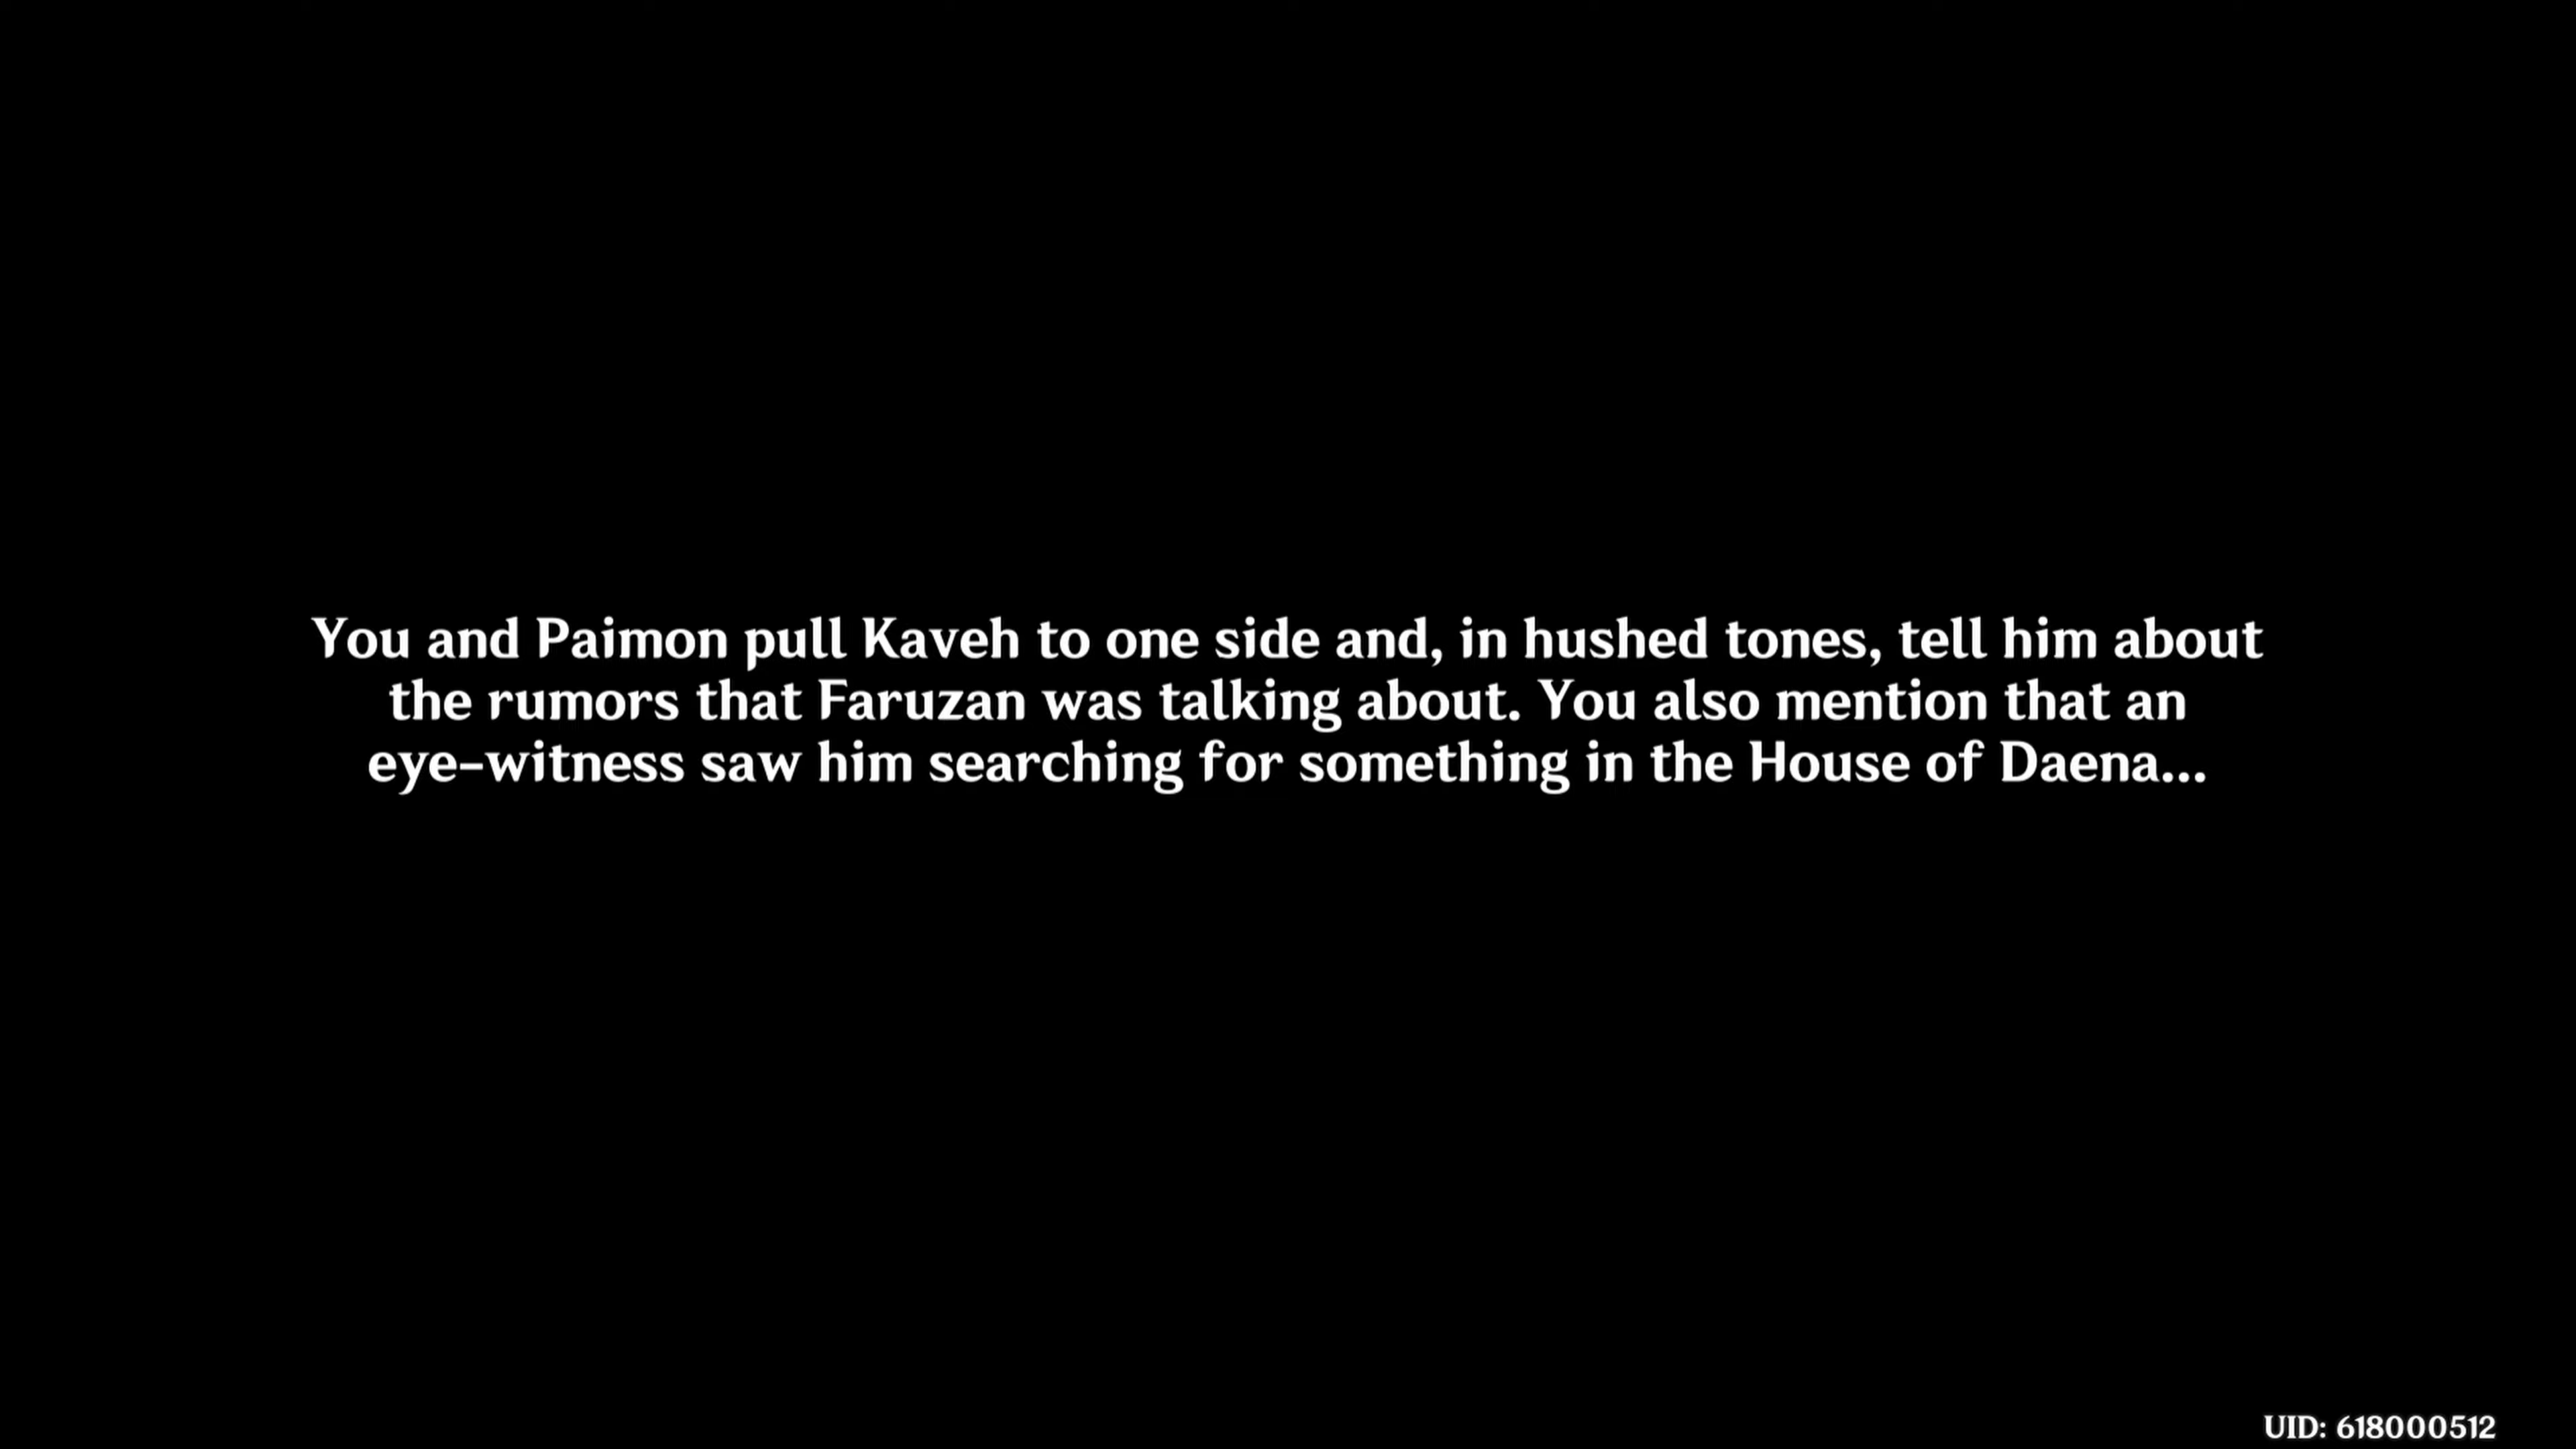 You and Paimon pull Kaveh to one side and, in hushed tones, tell him about
the rumors that Faruzan was talking about. You also mention that an
eye-witness saw him searching for something in the House of Daena...
UID: 618000512